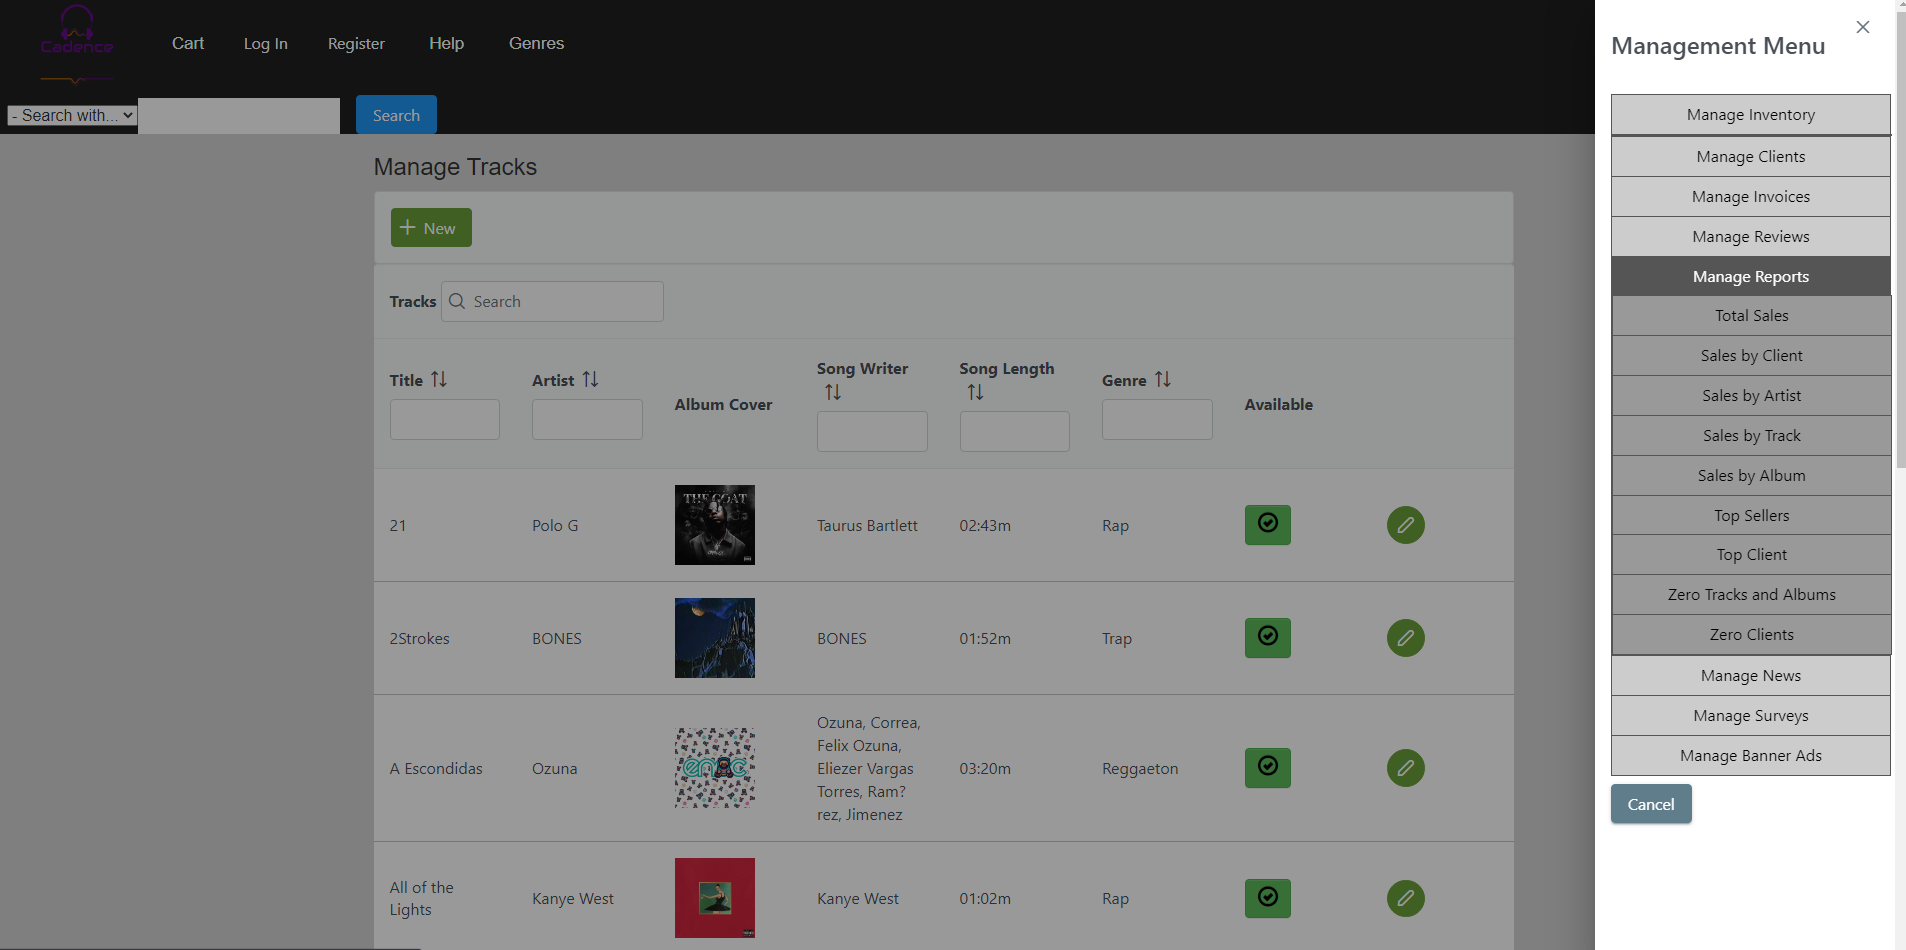 Cadence
Cart
Log In
Register
Help
Genres
- Search with...
Search
Manage Tracks
New
Tracks
Search
Title
Artist
Album Cover
Song Writer
Song Length
Genre
Available
THE GOAT
21
Polo G
Taurus Bartlett
02:43m
Rap
2Strokes
BONES
BONES
01:52m
Trap
A Escondidas
Ozuna
enoc
Ozuna, Correa,
Felix Ozuna,
Eliezer Vargas
Torres, Ram?
rez, Jimenez
03:20m
Reggaeton
All of the
Lights
Kanye West
Kanye West
01:02m
Rap
Management Menu
Manage Inventory
Manage Clients
Manage Invoices
Manage Reviews
Manage Reports
Total Sales
Sales by Client
Sales by Artist
Sales by Track
Sales by Album
Top Sellers
Top Client
Zero Tracks and Albums
Zero Clients
Manage News
Manage Surveys
Manage Banner Ads
Cancel